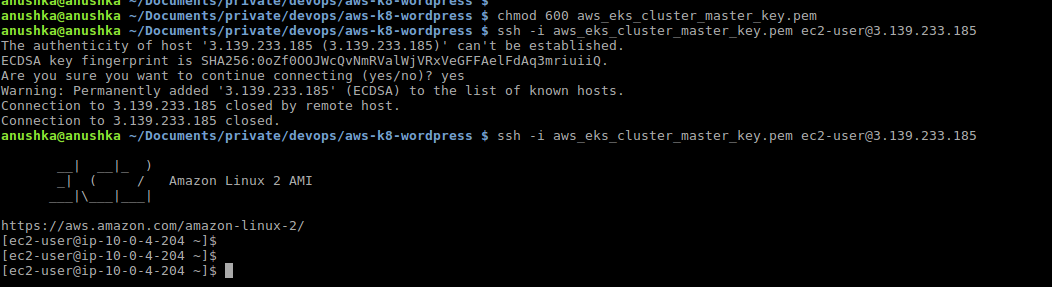 anushka@anushka ~/Documents/private/devops/aws-k8-wordpress $
anushka@anushka ~/Documents/private/devops/aws-k8-wordpress $ chmod 600 aws_eks_cluster_master_key.pem
anushka@anushka ~/Documents/private/devops/aws-k8-wordpress $ ssh -i aws_eks_cluster_master_key.pem ec2-user@3.139.233.185
The authenticity of host '3.139.233.185 (3.139.233.185)' can't be established.
ECDSA key fingerprint is SHA256:0oZf0OOJWcQvNmRValWjVRxVeGFFAelFdAq3mriuiiQ.
Are you sure you want to continue connecting (yes/no)? yes
Warning: Permanently added '3.139.233.185' (ECDSA) to the list of known hosts.
Connection to 3.139.233.185 closed by remote host.
Connection to 3.139.233.185 closed.
anushka@anushka ~/Documents/private/devops/aws-k8-wordpress $ ssh -i aws_eks_cluster_master_key.pem ec2-user@3.139.233.185
       __|  __|_  )
       _|  (     /   Amazon Linux 2 AMI
      ___|\___|___|
https://aws.amazon.com/amazon-linux-2/
[ec2-user@ip-10-0-4-204 ~]$
[ec2-user@ip-10-0-4-204 ~]$
[ec2-user@ip-10-0-4-204 ~]$